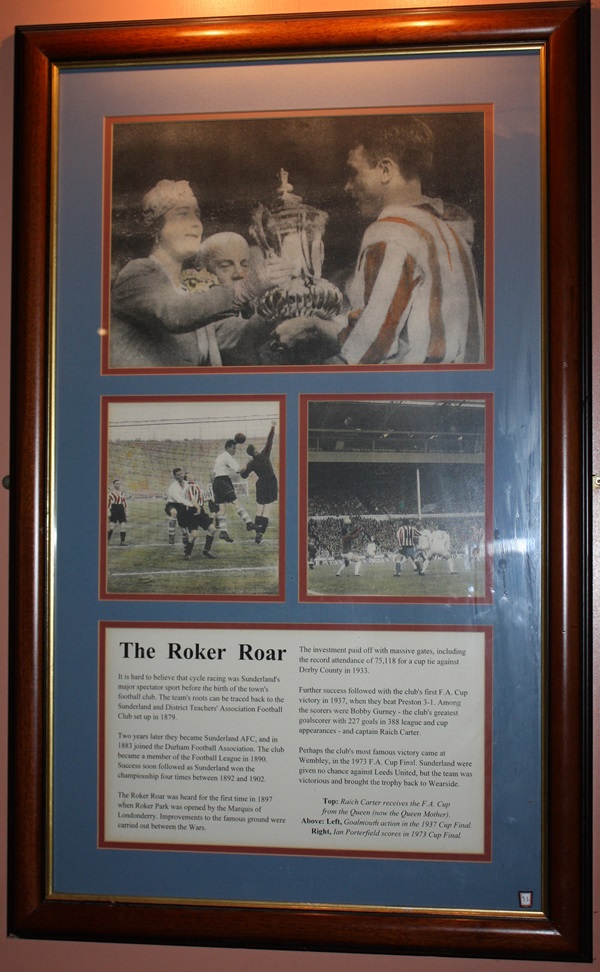 The Roker Roar
It is hard to believe that cycle racing was Sunderland's
major spectator sport before the birth of the town's
football club. The team's roots can be traced back to the
Sunderland and District Teachers' Association Football
Club set up in 1879.
Two years later they became Sunderland AFC, and in
1883 joined the Durham Football Association. The club
became a member of the Football League in 1890.
Success soon followed as Sunderland won the
championship four times between 1892 and 1902.
The Roker Roar was heard for the first time in 1897
when Roker Park was opened by the Marques of
Londonderry. Improvements to the famous ground were
carried out between the Wars.
The investment paid off with massive gates, including
the record attendance of 75,118 for a cup tie against
Derby County in 1933.
Further success followed with the club's first F.A. Cup
victory in 1937, when they beat Preston 3-1. Among
the scorers were Bobby Gurney - the club's greatest
goalscorer with 227 goals in 388 league and cup
appearances - and captain Raich Carter.
Perhaps the club's most famous victory came at
Wembley, in the 1973 F.A. Cup Final. Sunderland were
given no chance against Leeds United, but the team was
victorious and brought the trophy back to Wearside.
Top: Raich Carter receives the F.A. Cup
from the Queen (now the Queen Mother).
Above: Left, Goalmouth action in the 1937 Cup Final.
Right, Ian Porterfield scores in 1973 Cup Final.